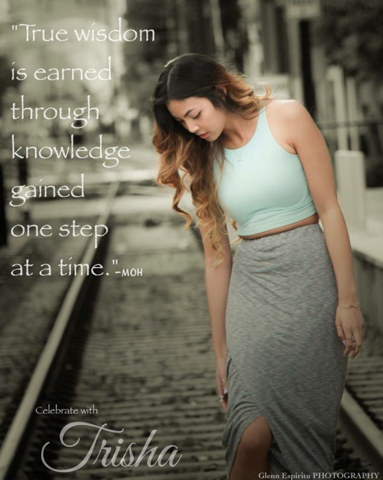 "True wisdom
is earned
through
knowledge
gained
one step
at a time."-MOH
Celebrate with
Trisha
Glenn Espiritu PHOTOGRAPHY